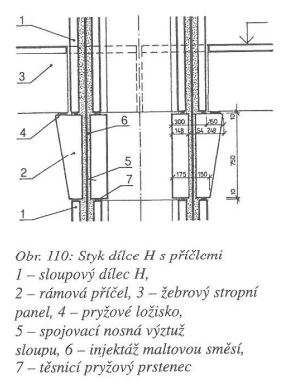 1
3
4
2
6
5
7
1
300
150
148
54
248
175
150
10
750
10
Obr. 110: Styk dílce H s příčlemi
1 – sloupový dílec H,
2 – rámová příčel, 3 – žebrový stropní
panel, 4 – pryžové ložisko,
5 – spojovací nosná výztuž
sloupu, 6 – injektáž maltovou směsí,
7 – těsnicí pryžový prstenec